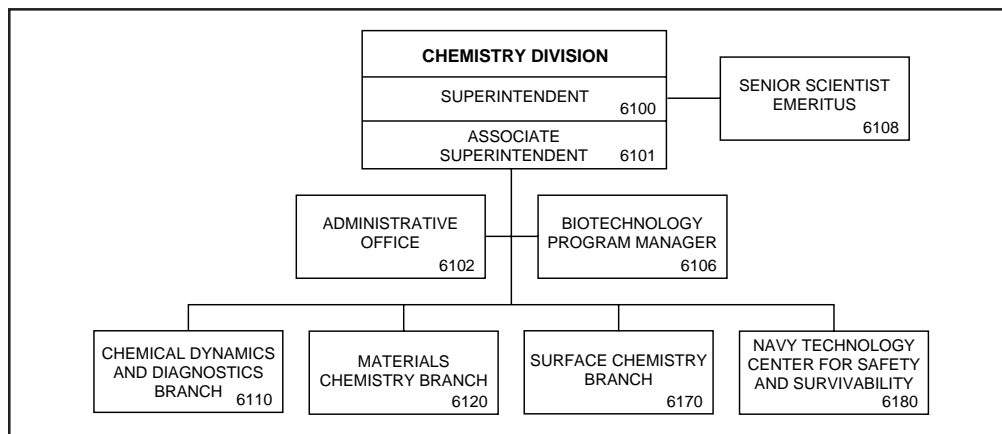 CHEMISTRY DIVISION
SUPERINTENDENT
6100
ASSOCIATE
SUPERINTENDENT
6101
SENIOR SCIENTIST
EMERITUS
6108
ADMINISTRATIVE
OFFICE
6102
BIOTECHNOLOGY
PROGRAM MANAGER
6106
CHEMICAL DYNAMICS
AND DIAGNOSTICS
BRANCH
6110
MATERIALS
CHEMISTRY BRANCH
6120
SURFACE CHEMISTRY
BRANCH
6170
NAVY TECHNOLOGY
CENTER FOR SAFETY
AND SURVIVABILITY
6180